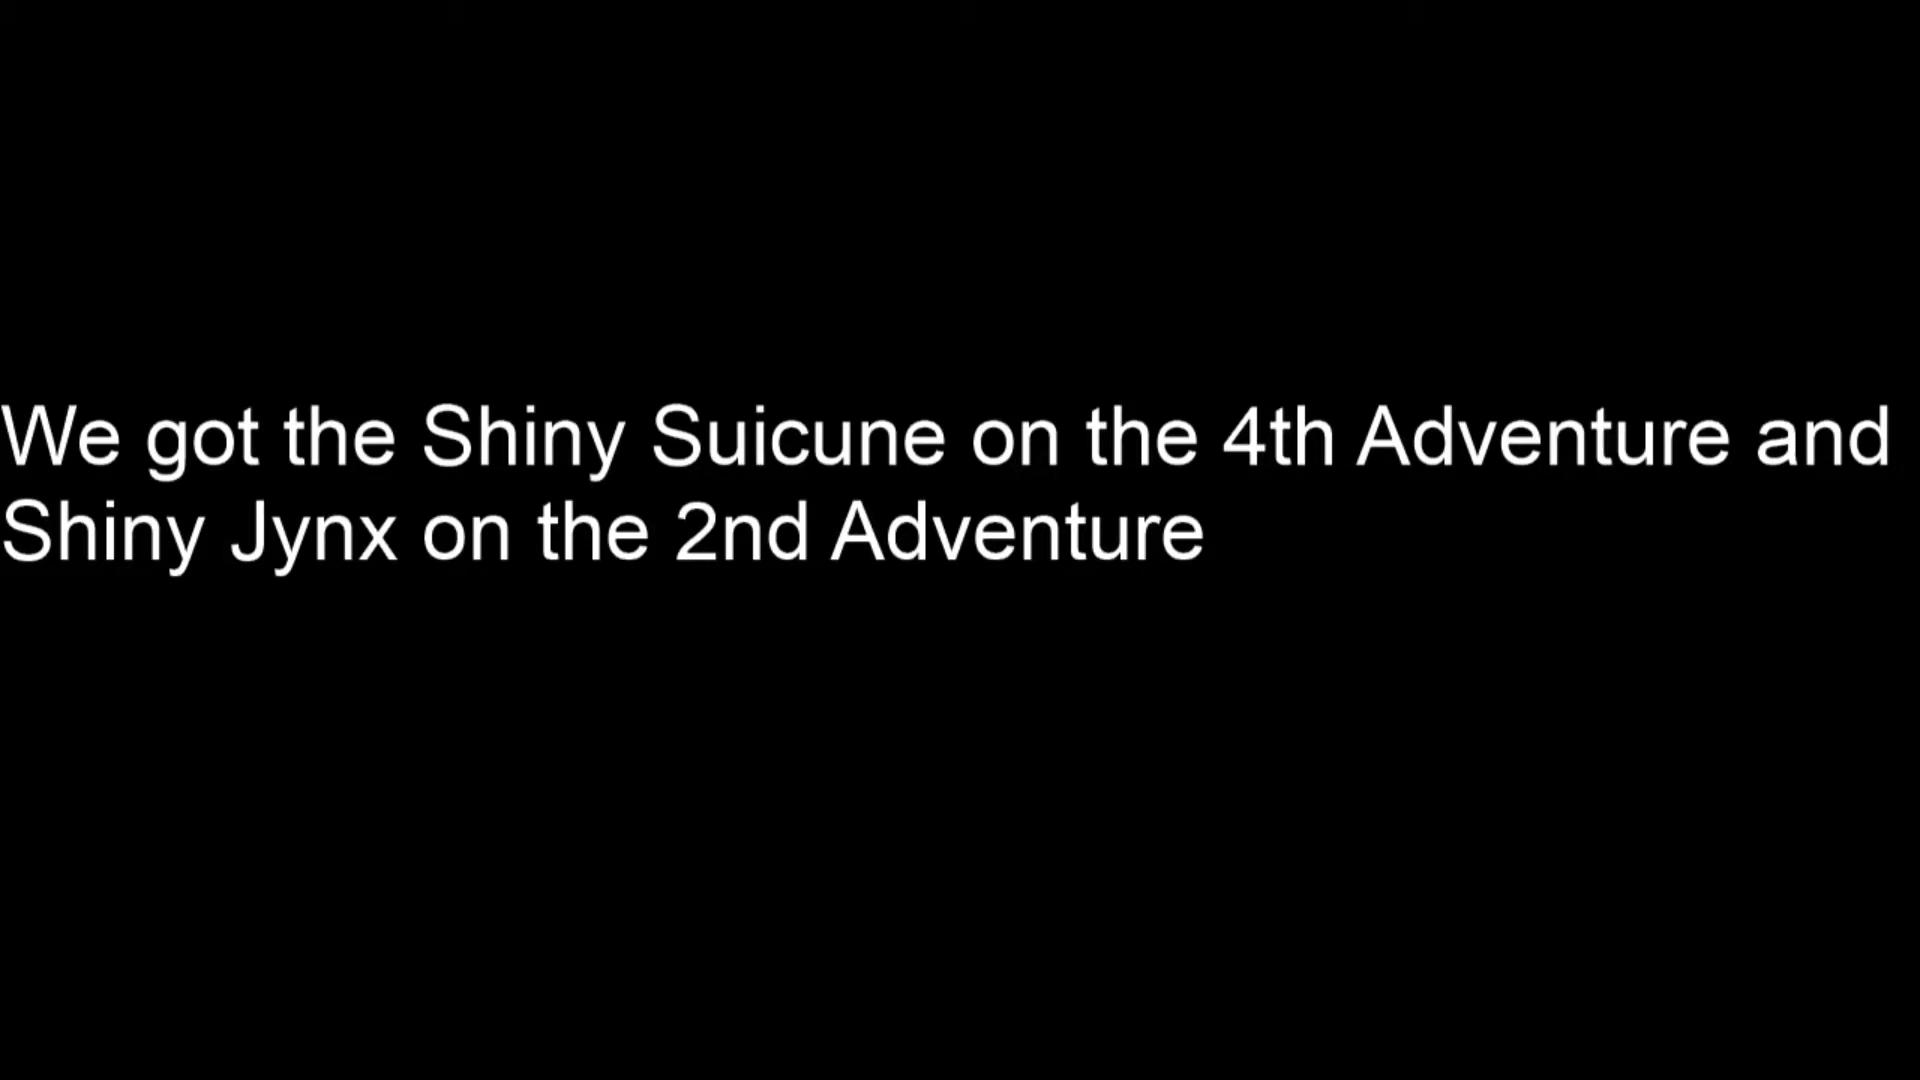 We got the Shiny Suicune on the 4th Adventure and
Shiny Jynx on the 2nd Adventure